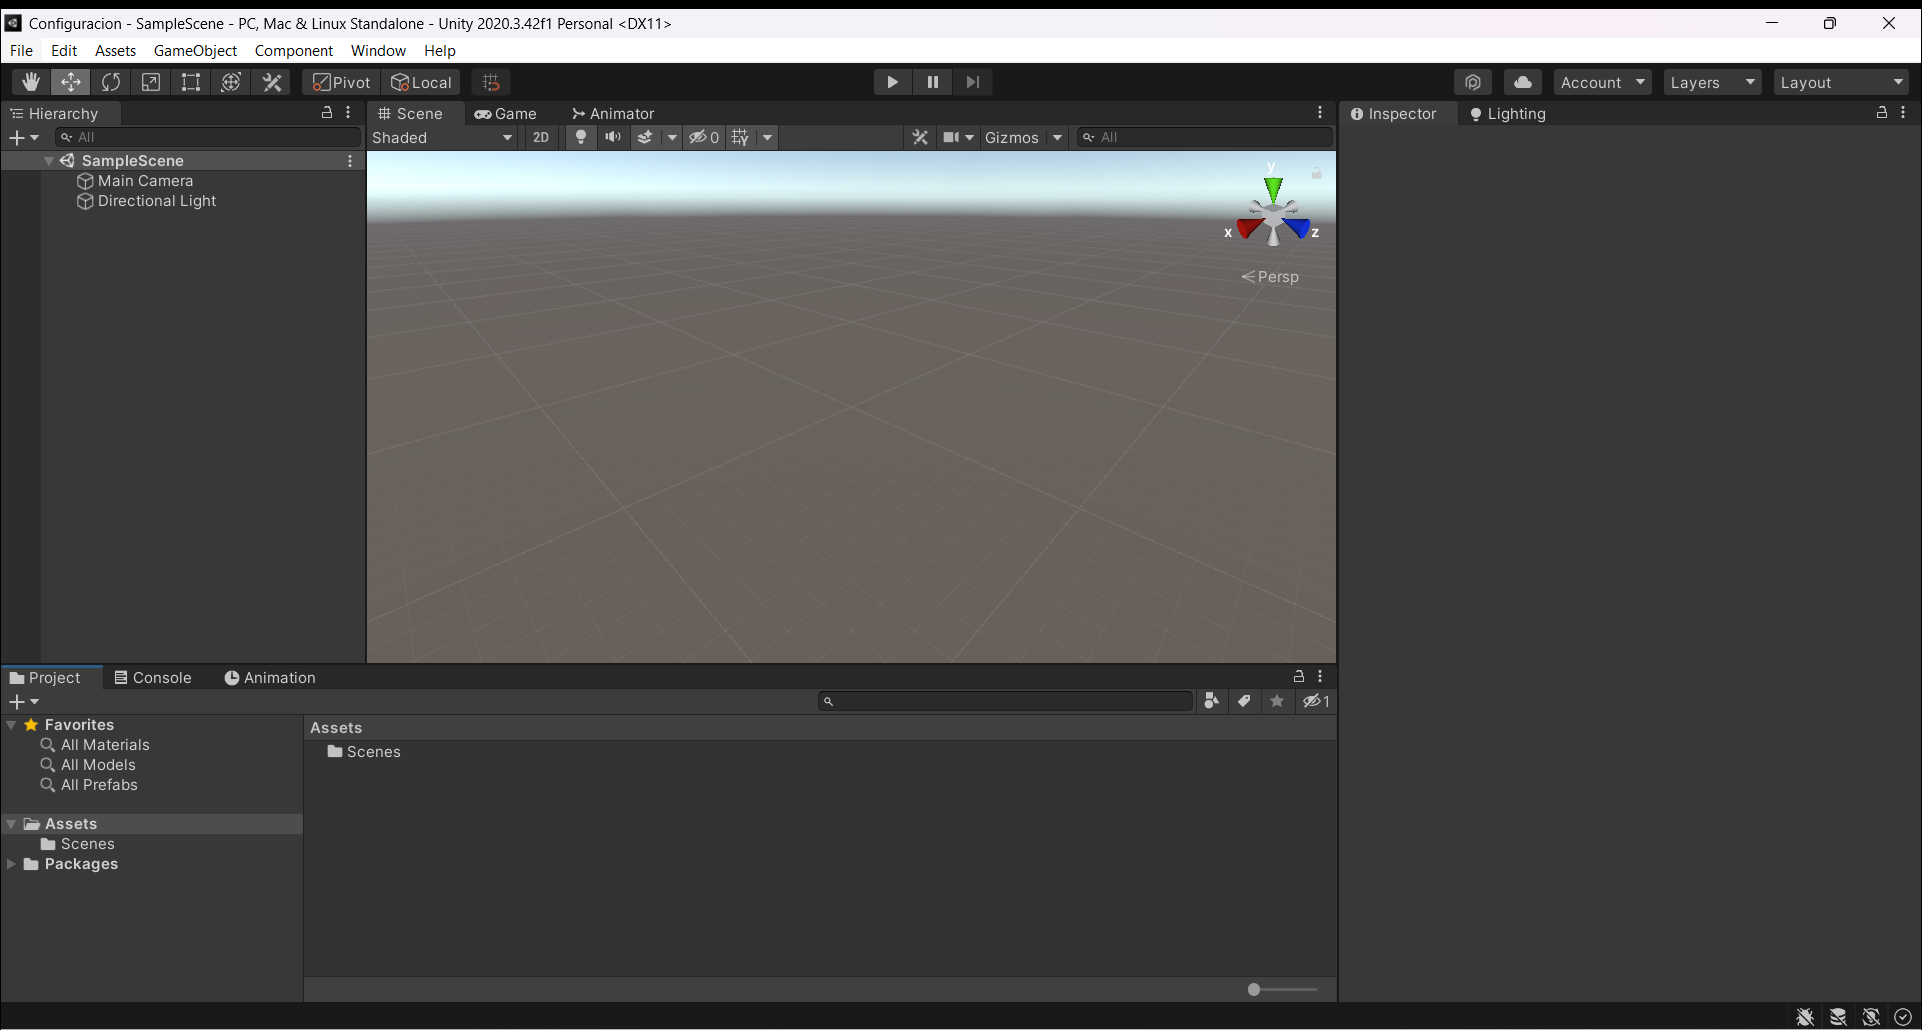 Configuracion - SampleScene - PC, Mac & Linux Standalone - Unity 2020.3.42f1 Personal <DX11>
File Edit Assets GameObject Component Window Help
Pivot Local Account Layers Layout
Hierarchy
All
SampleScene
Main Camera
Directional Light
Scene Game Animator
Shaded 2D 0 Gizmos All
y
x z
Persp
Inspector Lighting
Project Console Animation
1
Favorites
All Materials
All Models
All Prefabs
Assets
Scenes
Packages
Assets
Scenes